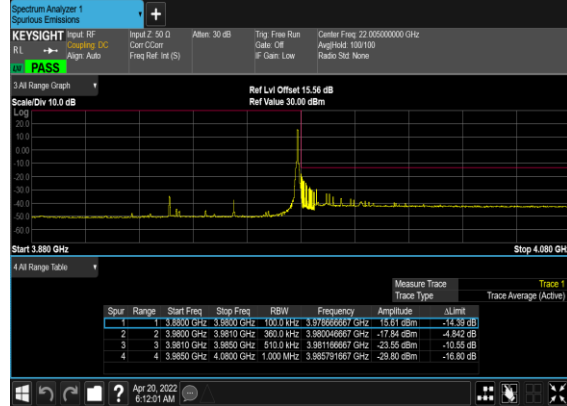 Spectrum Analyzer 1
Spurious Emissions
+
KEYSIGHT Input: RF Input Z: 50 Ω Atten: 30 dB Trig: Free Run Center Freq: 22.005000000 GHz
RL Coupling: DC Corr CCorr Gate: Off Avg|Hold: 100/100
Align: Auto Freq Ref: Int (S) IF Gain: Low Radio Std: None
LW PASS
3 All Range Graph
Ref Lvl Offset 15.56 dB
Scale/Div 10.0 dB Ref Value 30.00 dBm
Log
20.0
10.0
0.00
-10.0
-20.0
-30.0
-40.0
-50.0
-60.0
Start 3.880 GHz Stop 4.080 GHz
4 All Range Table
Measure Trace Trace 1
Trace Type Trace Average (Active)
Spur Range Start Freq Stop Freq RBW Frequency Amplitude ΔLimit
1 1 3.8800 GHz 3.9800 GHz 100.0 kHz 3.978666667 GHz 15.61 dBm -14.39 dB
2 2 3.9800 GHz 3.9810 GHz 360.0 kHz 3.980046667 GHz -17.84 dBm -4.842 dB
3 3 3.9810 GHz 3.9850 GHz 510.0 kHz 3.981166667 GHz -23.55 dBm -10.55 dB
4 4 3.9850 GHz 4.0800 GHz 1.000 MHz 3.985791667 GHz -29.80 dBm -16.80 dB
? Apr 20, 2022
6:12:01 AM